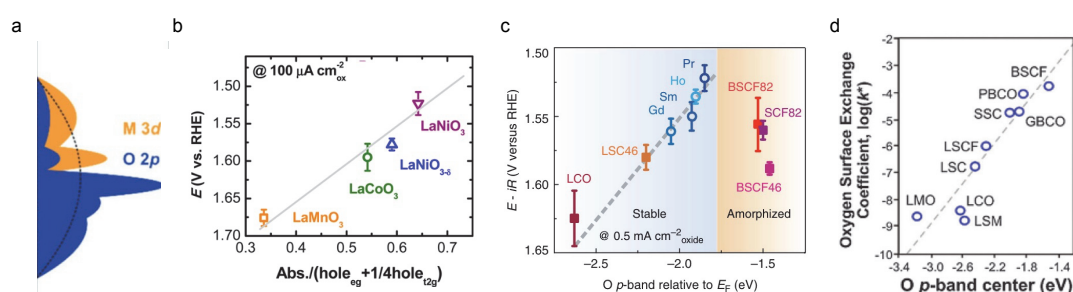 a
M 3d
O 2p
b
@ 100 µA cm⁻²ox
E (V vs. RHE)
1.50
1.55
1.60
1.65
1.70
LaNiO3
LaNiO3-δ
LaCoO3
LaMnO3
0.3 0.4 0.5 0.6 0.7
Abs./(hole_eg+1/4hole_t2g)
c
E - iR (V versus RHE)
1.50
1.55
1.60
1.65
Pr
Ho
Sm
Gd
BSCF82
SCF82
LSC46
BSCF46
LCO
Stable
Amorphized
@ 0.5 mA cm⁻²oxide
−2.5 −2.0 −1.5
O p-band relative to EF (eV)
d
Oxygen Surface Exchange
Coefficient, log(k*)
-2
-3
-4
-5
-6
-7
-8
-9
-10
BSCF
PBCO
SSC
GBCO
LSCF
LSC
LMO
LCO
LSM
-3.4 -3.0 -2.6 -2.2 -1.8 -1.4
O p-band center (eV)